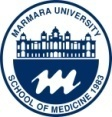 MARMARA UNIVERSITY
SCHOOL OF MEDICINE 1983